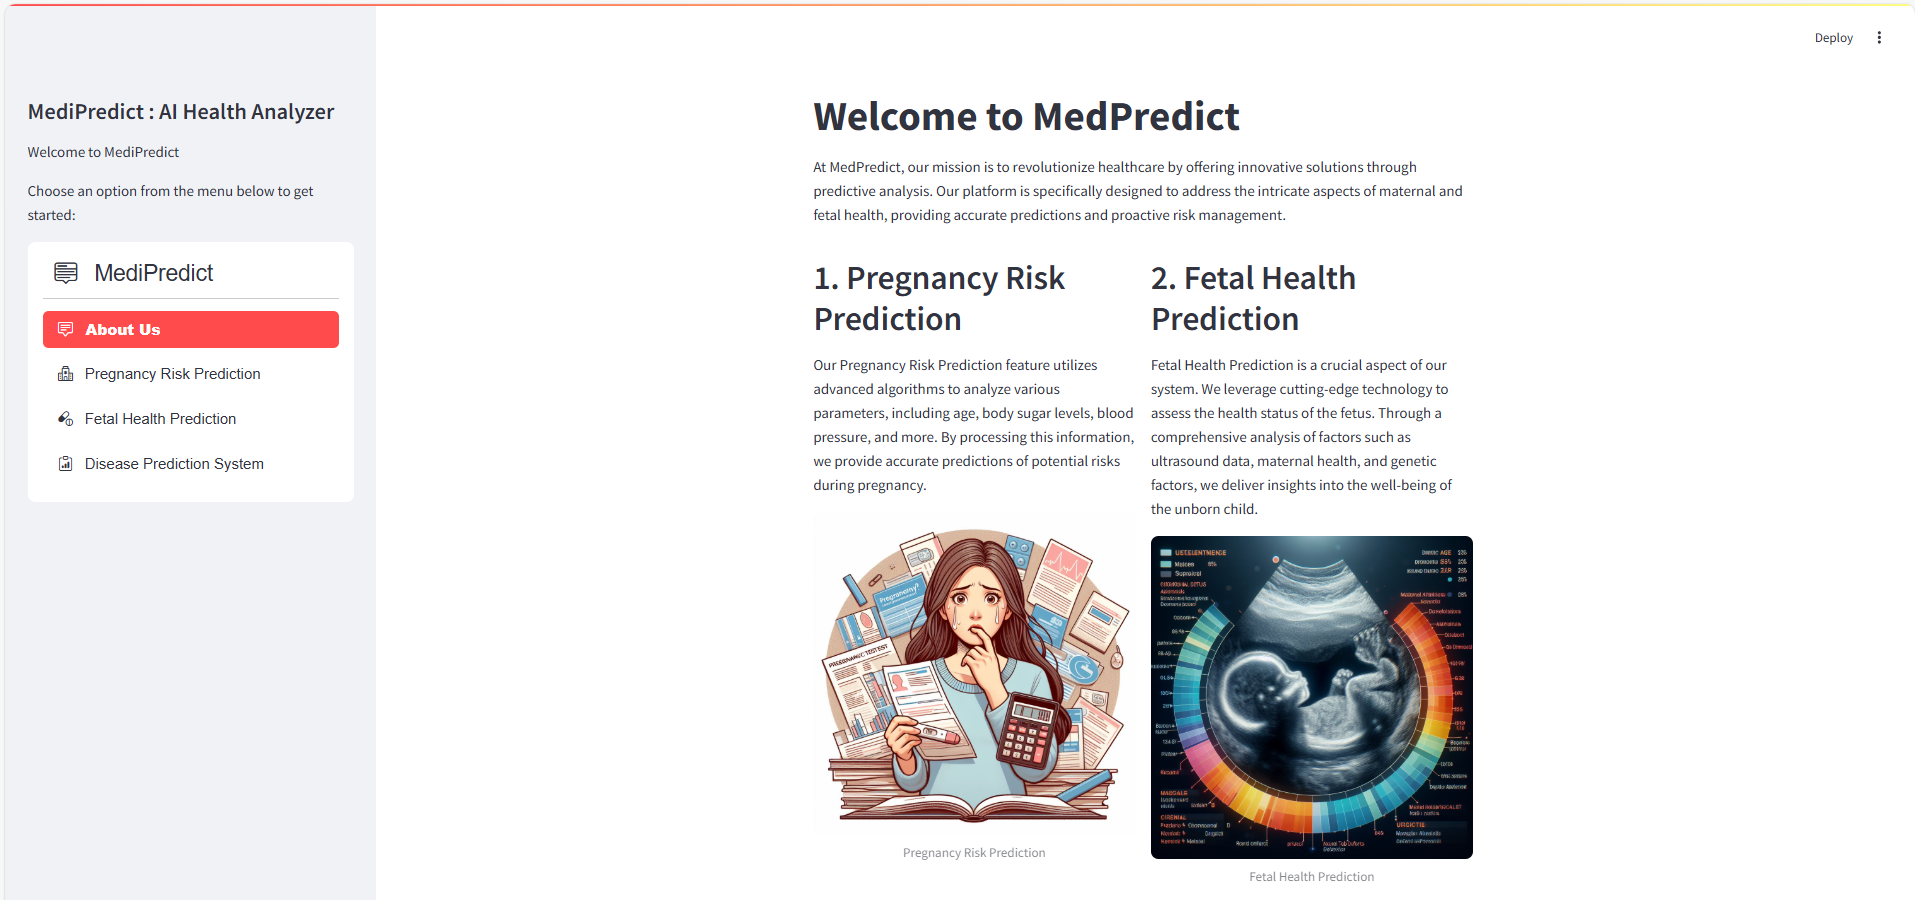 Deploy
MediPredict : AI Health Analyzer
Welcome to MediPredict
Choose an option from the menu below to get
started:
MediPredict
About Us
Pregnancy Risk Prediction
Fetal Health Prediction
Disease Prediction System
Welcome to MedPredict
At MedPredict, our mission is to revolutionize healthcare by offering innovative solutions through
predictive analysis. Our platform is specifically designed to address the intricate aspects of maternal and
fetal health, providing accurate predictions and proactive risk management.
1. Pregnancy Risk
Prediction
Our Pregnancy Risk Prediction feature utilizes
advanced algorithms to analyze various
parameters, including age, body sugar levels, blood
pressure, and more. By processing this information,
we provide accurate predictions of potential risks
during pregnancy.
Pregnancy Risk Prediction
2. Fetal Health
Prediction
Fetal Health Prediction is a crucial aspect of our
system. We leverage cutting-edge technology to
assess the health status of the fetus. Through a
comprehensive analysis of factors such as
ultrasound data, maternal health, and genetic
factors, we deliver insights into the well-being of
the unborn child.
Fetal Health Prediction